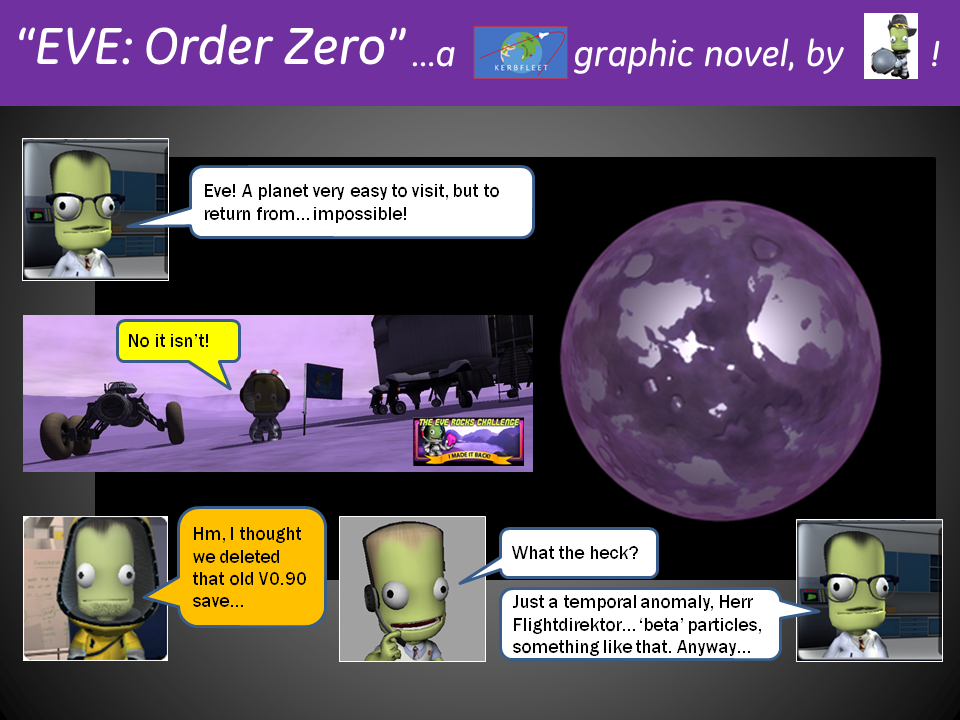 “EVE: Order Zero” ...a KERBFLEET graphic novel, by !
Eve! A planet very easy to visit, but to
return from... impossible!
No it isn’t!
THE EVE ROCKS CHALLENGE
I MADE IT BACK!
Hm, I thought
we deleted
that old V0.90
save...
What the heck?
Just a temporal anomaly, Herr
Flightdirektor... ‘beta’ particles,
something like that. Anyway...